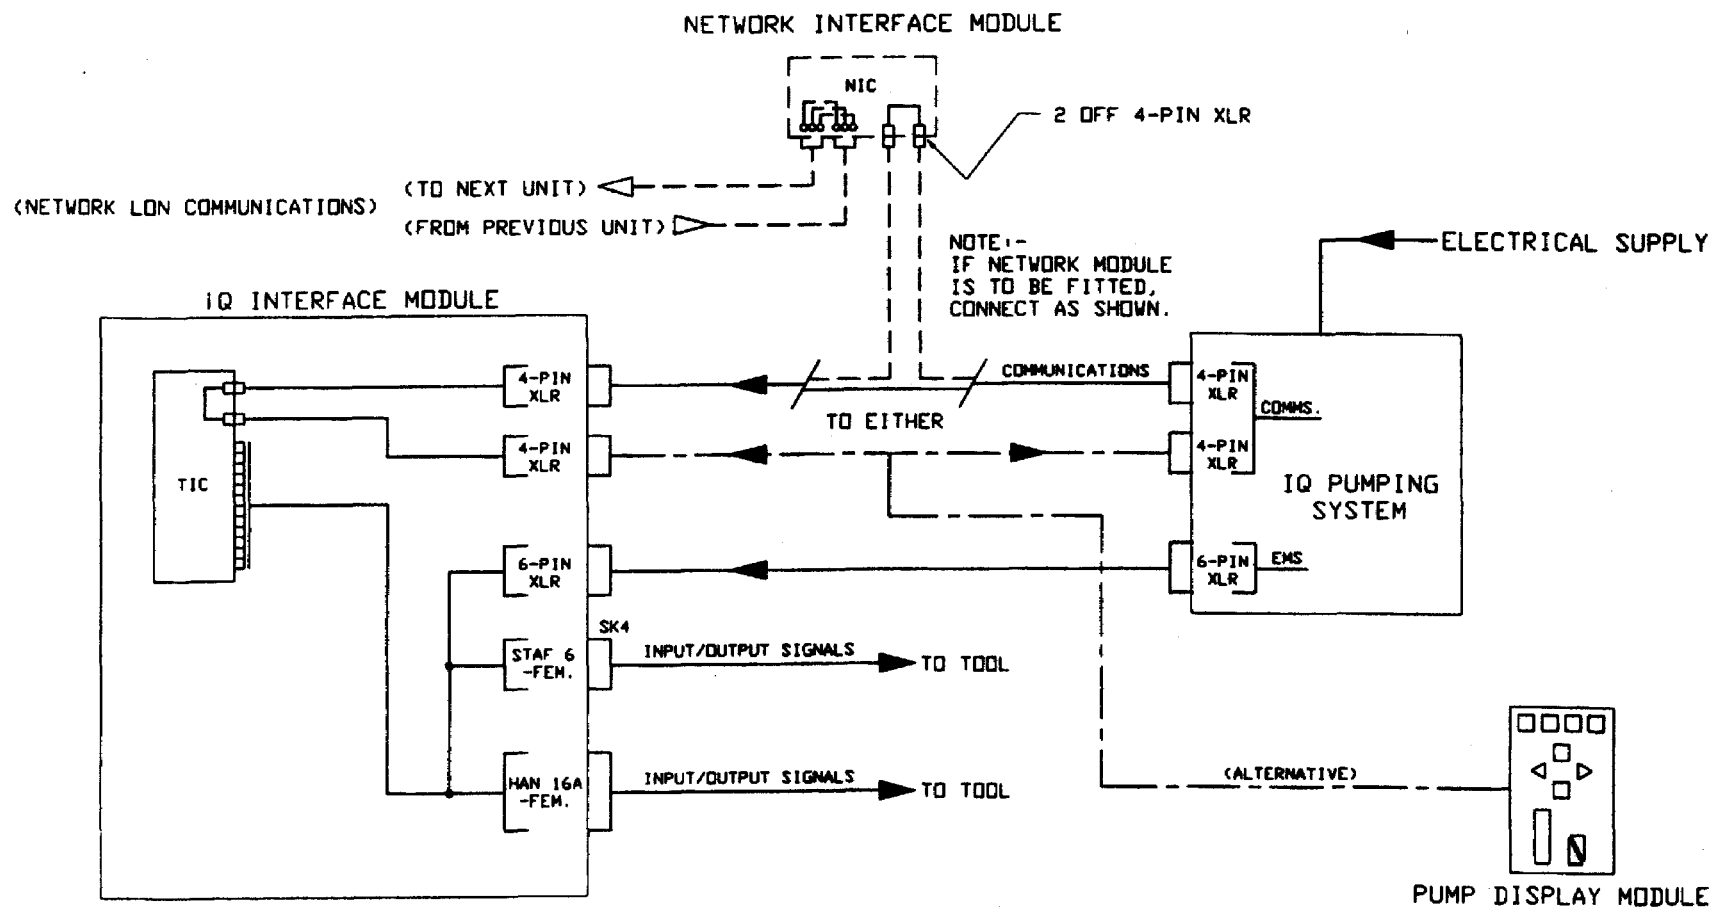 NETWORK INTERFACE MODULE
NIC
2 OFF 4-PIN XLR
(TO NEXT UNIT)
(NETWORK LON COMMUNICATIONS)
(FROM PREVIOUS UNIT)
NOTE:-
IF NETWORK MODULE
IS TO BE FITTED,
CONNECT AS SHOWN.
ELECTRICAL SUPPLY
iQ INTERFACE MODULE
4-PIN
XLR
COMMUNICATIONS
4-PIN
XLR
COMMS.
TO EITHER
4-PIN
XLR
4-PIN
XLR
TIC
IQ PUMPING
SYSTEM
6-PIN
XLR
6-PIN
XLR
EMS
SK4
STAF 6
-FEM.
INPUT/OUTPUT SIGNALS
TO TOOL
HAN 16A
-FEM.
INPUT/OUTPUT SIGNALS
TO TOOL
(ALTERNATIVE)
PUMP DISPLAY MODULE